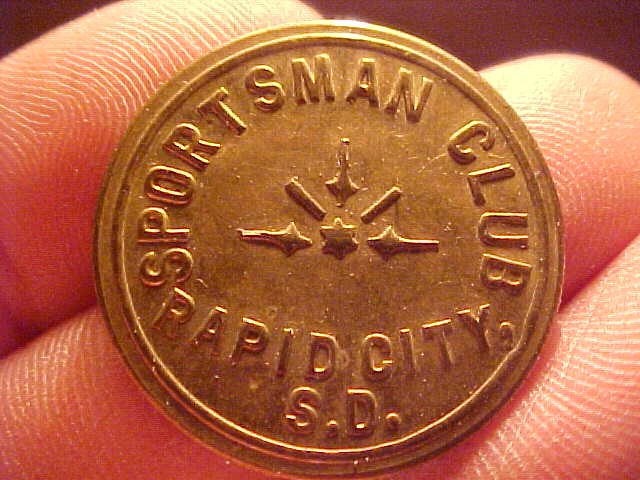 SPORTSMAN CLUB
RAPID CITY,
S.D.